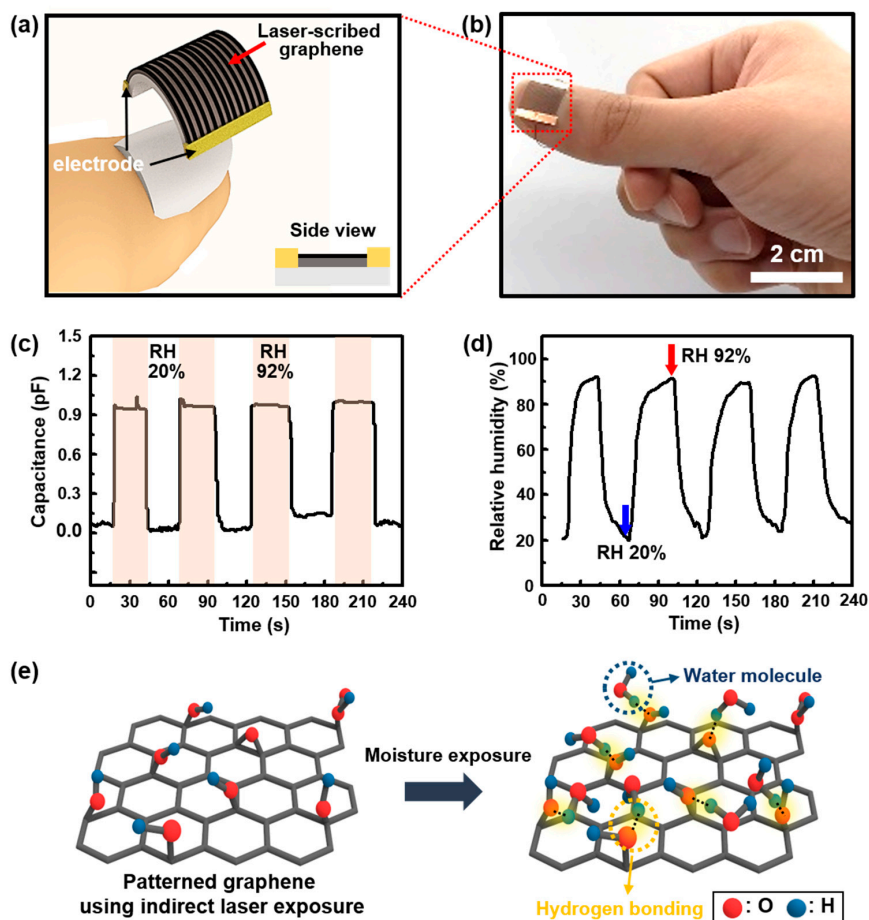 (a)
Laser-scribed
graphene
electrode
Side view
(b)
2 cm
(c)
1.5
1.2
0.9
0.6
0.3
0.0
Capacitance (pF)
RH
20%
RH
92%
0 30 60 90 120 150 180 210 240
Time (s)
(d)
100
80
60
40
20
0
Relative humidity (%)
RH 92%
RH 20%
0 30 60 90 120 150 180 210 240
Time (s)
(e)
Water molecule
Moisture exposure
Patterned graphene
using indirect laser exposure
Hydrogen bonding
: O : H